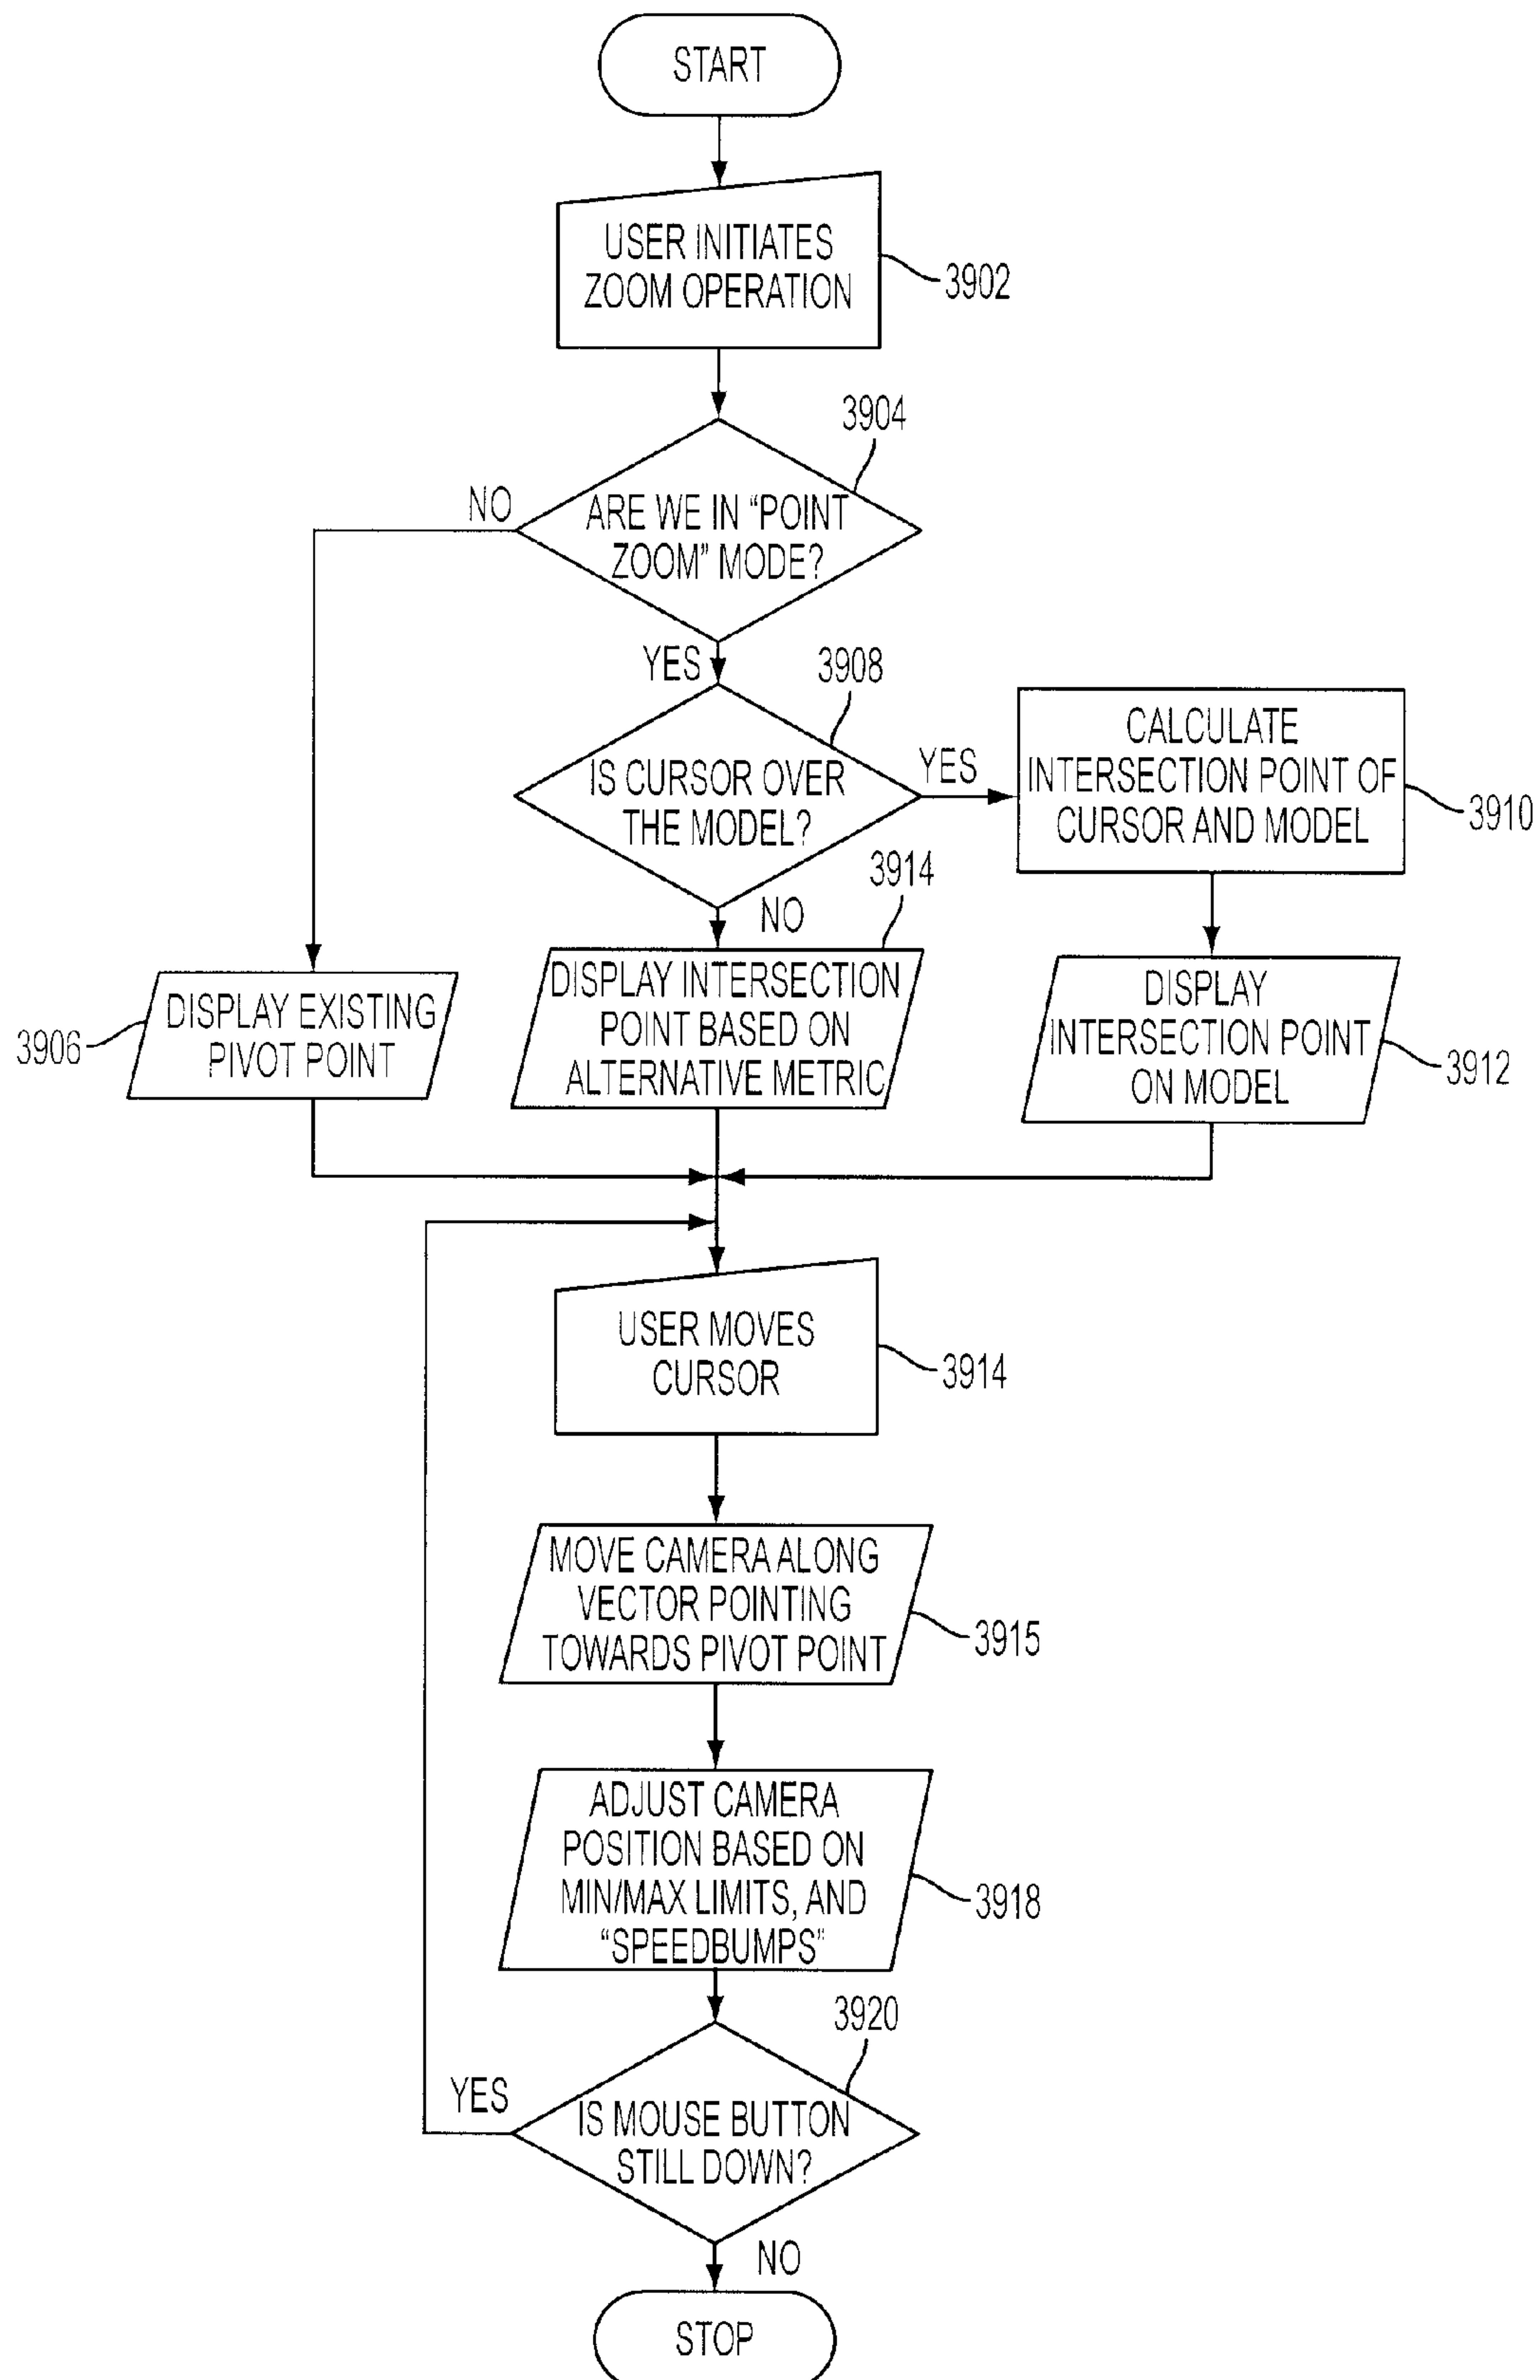 START
USER INITIATES
ZOOM OPERATION
3902
3904
NO
ARE WE IN “POINT
ZOOM” MODE?
YES
3908
IS CURSOR OVER
THE MODEL?
YES
CALCULATE
INTERSECTION POINT OF
CURSOR AND MODEL
3910
3914
NO
DISPLAY EXISTING
PIVOT POINT
3906
DISPLAY INTERSECTION
POINT BASED ON
ALTERNATIVE METRIC
DISPLAY
INTERSECTION POINT
ON MODEL
3912
USER MOVES
CURSOR
3914
MOVE CAMERA ALONG
VECTOR POINTING
TOWARDS PIVOT POINT
3915
ADJUST CAMERA
POSITION BASED ON
MIN/MAX LIMITS, AND
“SPEEDBUMPS”
3918
3920
YES
IS MOUSE BUTTON
STILL DOWN?
NO
STOP